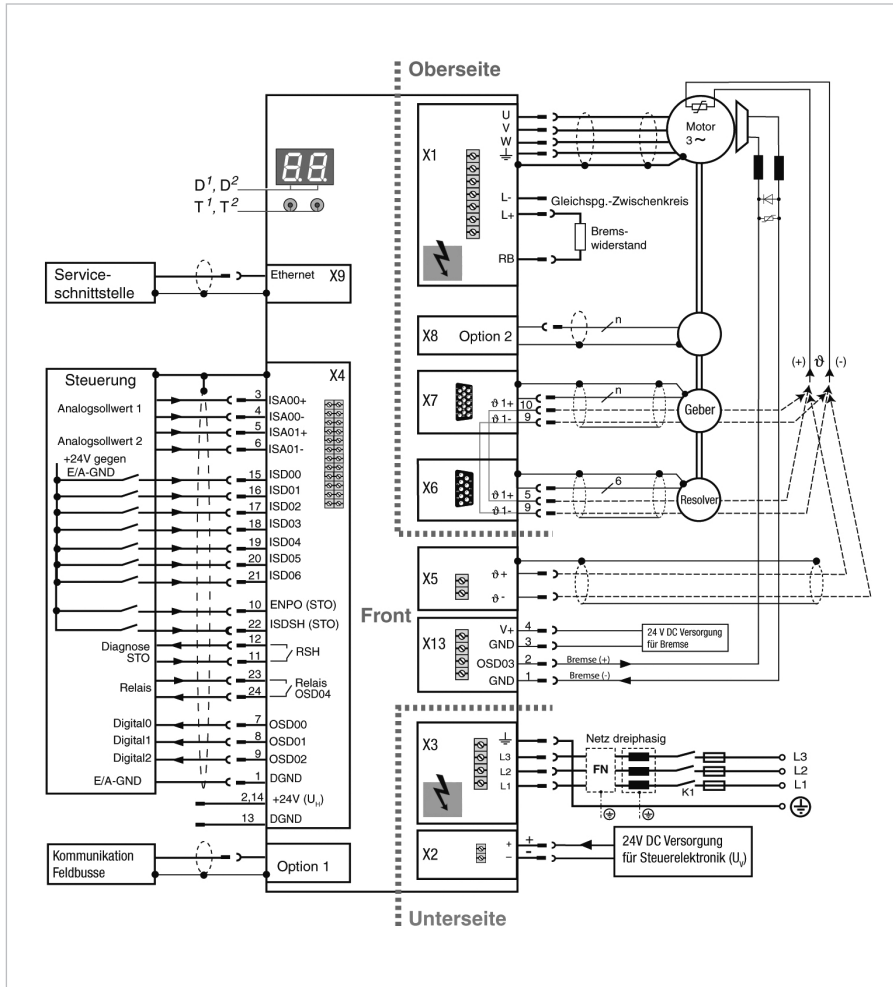 Oberseite
X1
U
V
W
L-
L+
RB
Gleichspg.-Zwischenkreis
Brems-
widerstand
Motor
3 ~
8.8.
D¹, D²
T¹, T²
Service-
schnittstelle
Ethernet X9
X8 Option 2
n
(+) ϑ (-)
X7
n
ϑ 1+ 10
ϑ 1- 9
Geber
X6
6
ϑ 1+ 5
ϑ 1- 9
Resolver
X5
ϑ+
ϑ-
Front
X13
V+ 4
GND 3
OSD03 2
GND 1
24 V DC Versorgung
für Bremse
Bremse (+)
Bremse (-)
Steuerung
X4
Analogsollwert 1
3 ISA00+
4 ISA00-
Analogsollwert 2
5 ISA01+
6 ISA01-
+24V gegen
E/A-GND
15 ISD00
16 ISD01
17 ISD02
18 ISD03
19 ISD04
20 ISD05
21 ISD06
10 ENPO (STO)
22 ISDSH (STO)
Diagnose
STO
12
11
RSH
Relais
23
24
Relais
OSD04
Digital0 7 OSD00
Digital1 8 OSD01
Digital2 9 OSD02
E/A-GND 1 DGND
2,14 +24V (U_H)
13 DGND
Kommunikation
Feldbusse
Option 1
X3
L3
L2
L1
Netz dreiphasig
FN
K1
L3
L2
L1
X2
+ +
- -
24V DC Versorgung
für Steuerelektronik (U_V)
Unterseite